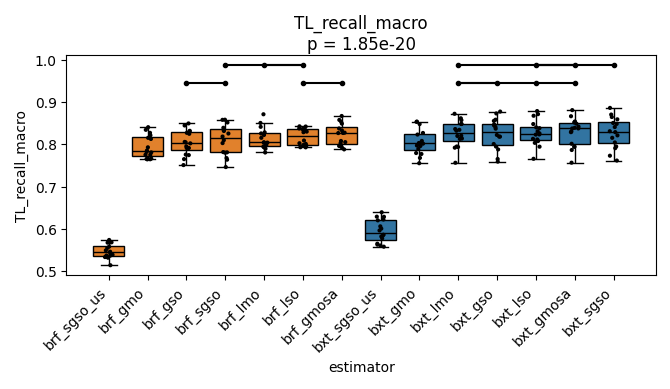 TL_recall_macro
p = 1.85e-20
TL_recall_macro
1.0
0.9
0.8
0.7
0.6
0.5
brf_sgso_us
brf_gmo
brf_gso
brf_sgso
brf_lmo
brf_lso
brf_gmosa
bxt_sgso_us
bxt_gmo
bxt_lmo
bxt_gso
bxt_lso
bxt_gmosa
bxt_sgso
estimator